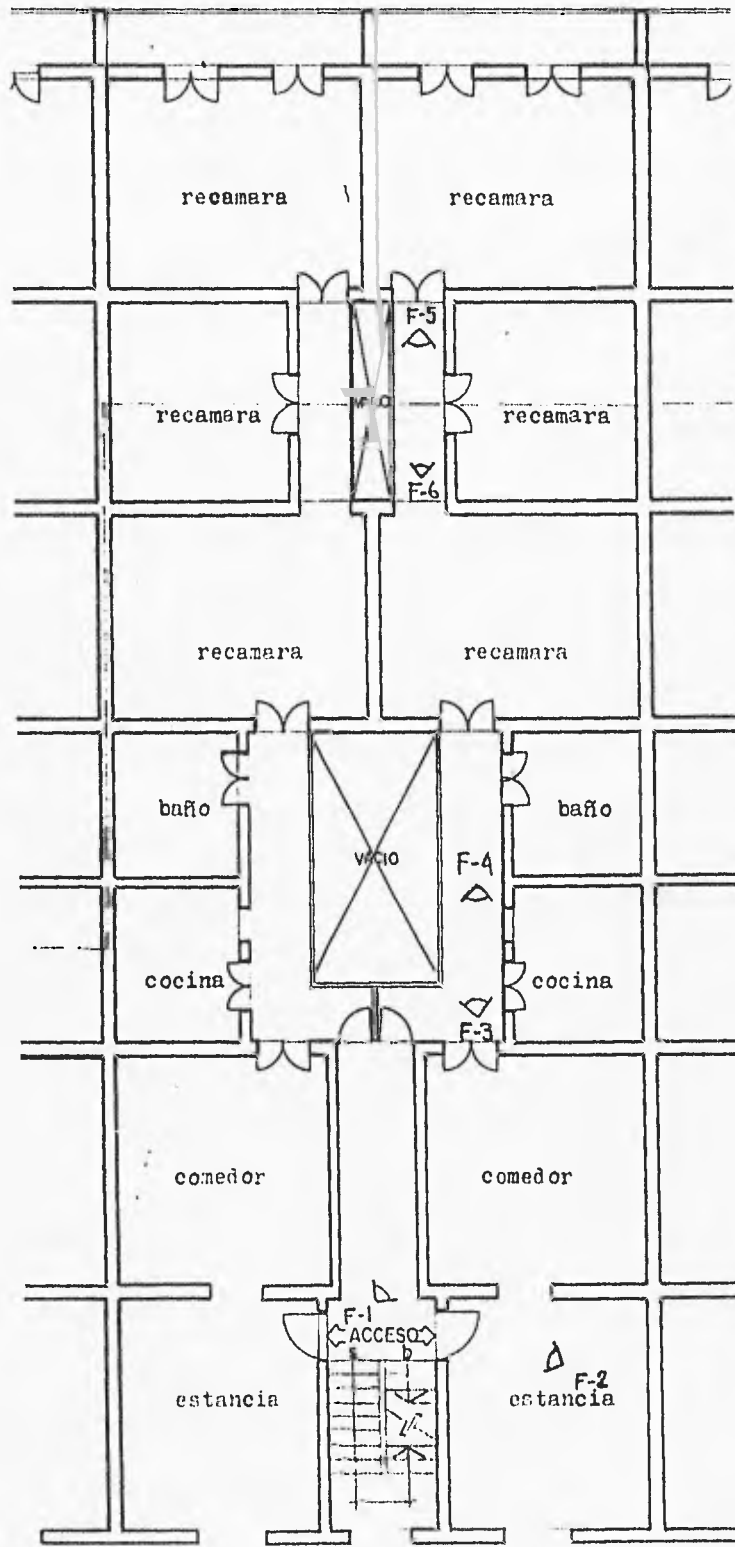 recamara recamara
F-5
recamara recamara
F-6
recamara recamara
baño baño
VACIO F-4
cocina cocina
F-3
comedor comedor
F-1
ACCESO
s b
F-2
estancia estancia